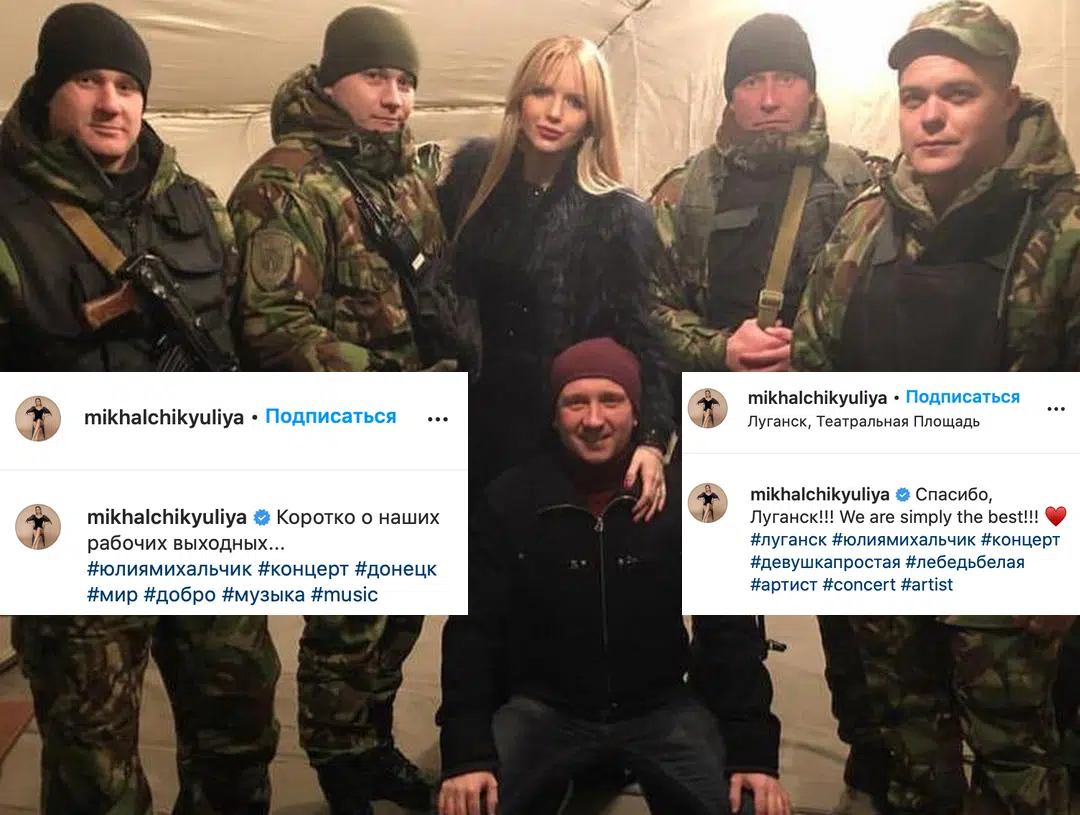 mikhalchikyuliya • Подписаться
mikhalchikyuliya Коротко о наших
рабочих выходных...
#юлиямихальчик #концерт #донецк
#мир #добро #музыка #music
mikhalchikyuliya • Подписаться
Луганск, Театральная Площадь
mikhalchikyuliya Спасибо,
Луганск!!! We are simply the best!!! ♥️
#луганск #юлиямихальчик #концерт
#девушкапростая #лебедьбелая
#артист #concert #artist